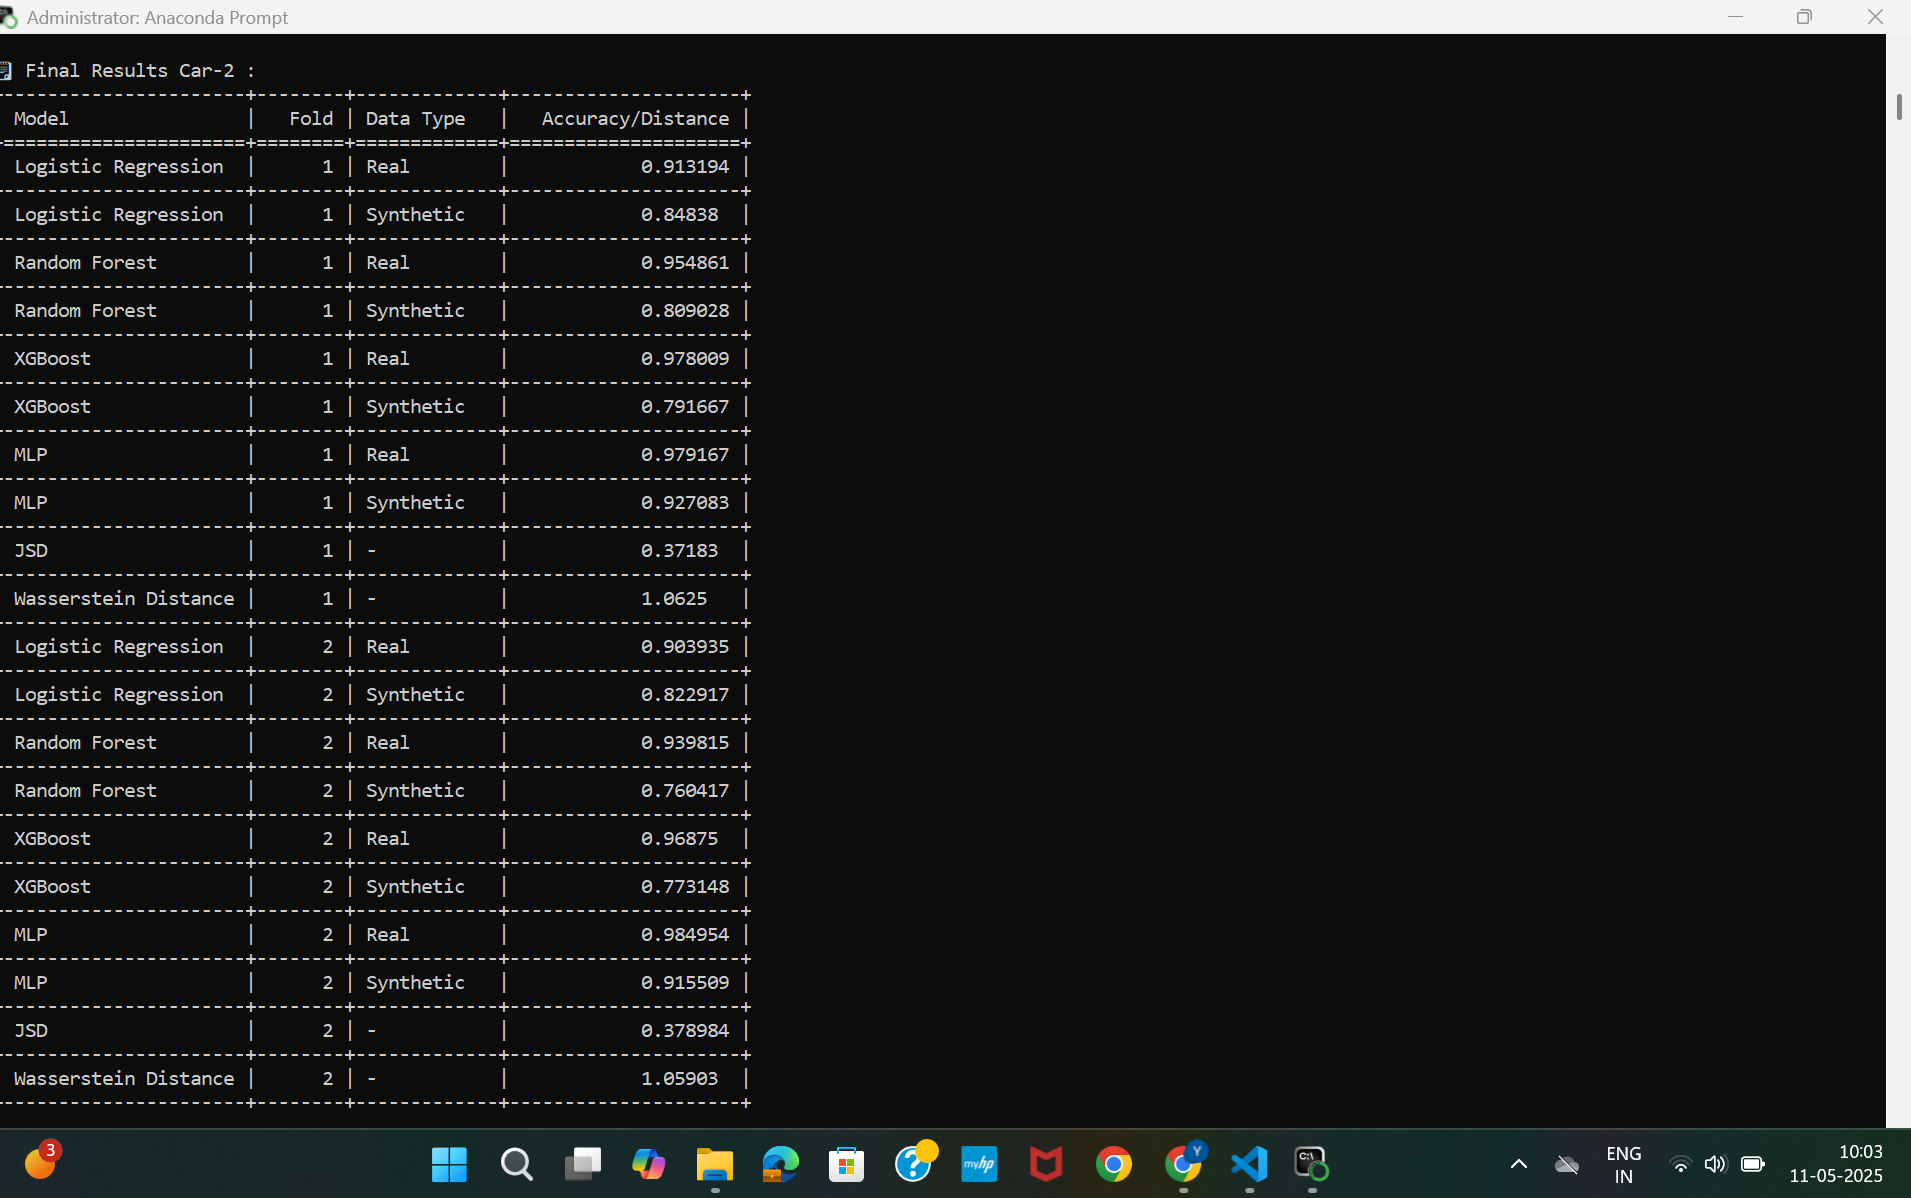 Administrator: Anaconda Prompt
Final Results Car-2 :
-----------------------+--------+-------------+---------------------+
Model | Fold | Data Type | Accuracy/Distance |
=======================+========+=============+=====================+
Logistic Regression | 1 | Real | 0.913194 |
-----------------------+--------+-------------+---------------------+
Logistic Regression | 1 | Synthetic | 0.84838 |
-----------------------+--------+-------------+---------------------+
Random Forest | 1 | Real | 0.954861 |
-----------------------+--------+-------------+---------------------+
Random Forest | 1 | Synthetic | 0.809028 |
-----------------------+--------+-------------+---------------------+
XGBoost | 1 | Real | 0.978009 |
-----------------------+--------+-------------+---------------------+
XGBoost | 1 | Synthetic | 0.791667 |
-----------------------+--------+-------------+---------------------+
MLP | 1 | Real | 0.979167 |
-----------------------+--------+-------------+---------------------+
MLP | 1 | Synthetic | 0.927083 |
-----------------------+--------+-------------+---------------------+
JSD | 1 | - | 0.37183 |
-----------------------+--------+-------------+---------------------+
Wasserstein Distance | 1 | - | 1.0625 |
-----------------------+--------+-------------+---------------------+
Logistic Regression | 2 | Real | 0.903935 |
-----------------------+--------+-------------+---------------------+
Logistic Regression | 2 | Synthetic | 0.822917 |
-----------------------+--------+-------------+---------------------+
Random Forest | 2 | Real | 0.939815 |
-----------------------+--------+-------------+---------------------+
Random Forest | 2 | Synthetic | 0.760417 |
-----------------------+--------+-------------+---------------------+
XGBoost | 2 | Real | 0.96875 |
-----------------------+--------+-------------+---------------------+
XGBoost | 2 | Synthetic | 0.773148 |
-----------------------+--------+-------------+---------------------+
MLP | 2 | Real | 0.984954 |
-----------------------+--------+-------------+---------------------+
MLP | 2 | Synthetic | 0.915509 |
-----------------------+--------+-------------+---------------------+
JSD | 2 | - | 0.378984 |
-----------------------+--------+-------------+---------------------+
Wasserstein Distance | 2 | - | 1.05903 |
-----------------------+--------+-------------+---------------------+
3
?
myhp
Y
C:\
ENG
IN
10:03
11-05-2025